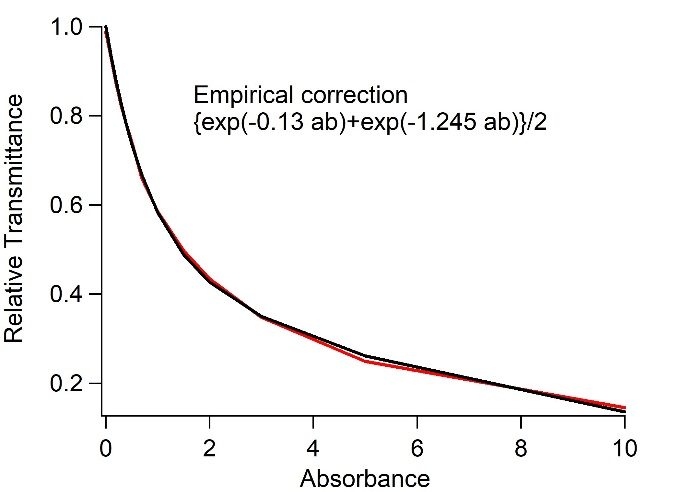 Empirical correction
{exp(-0.13 ab)+exp(-1.245 ab)}/2
Relative Transmittance
1.0
0.8
0.6
0.4
0.2
0
2
4
6
8
10
Absorbance